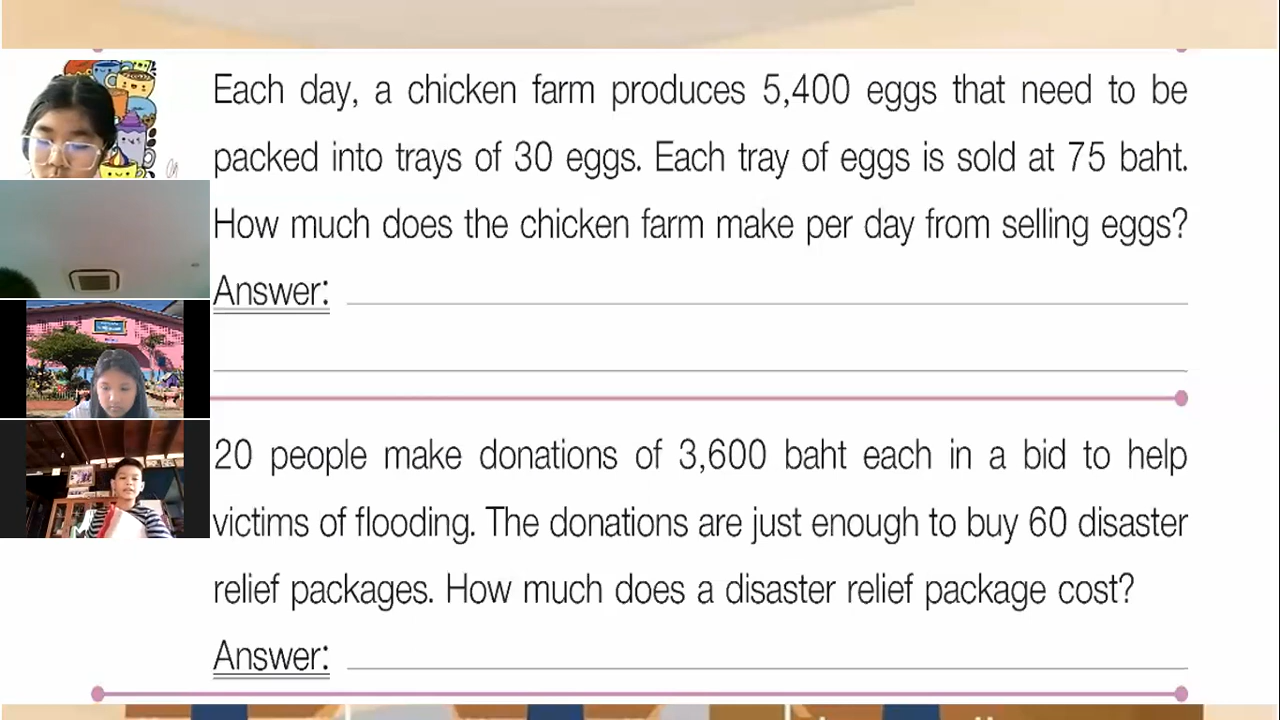 Each day, a chicken farm produces 5,400 eggs that need to be
packed into trays of 30 eggs. Each tray of eggs is sold at 75 baht.
How much does the chicken farm make per day from selling eggs?
Answer:
20 people make donations of 3,600 baht each in a bid to help
victims of flooding. The donations are just enough to buy 60 disaster
relief packages. How much does a disaster relief package cost?
Answer: